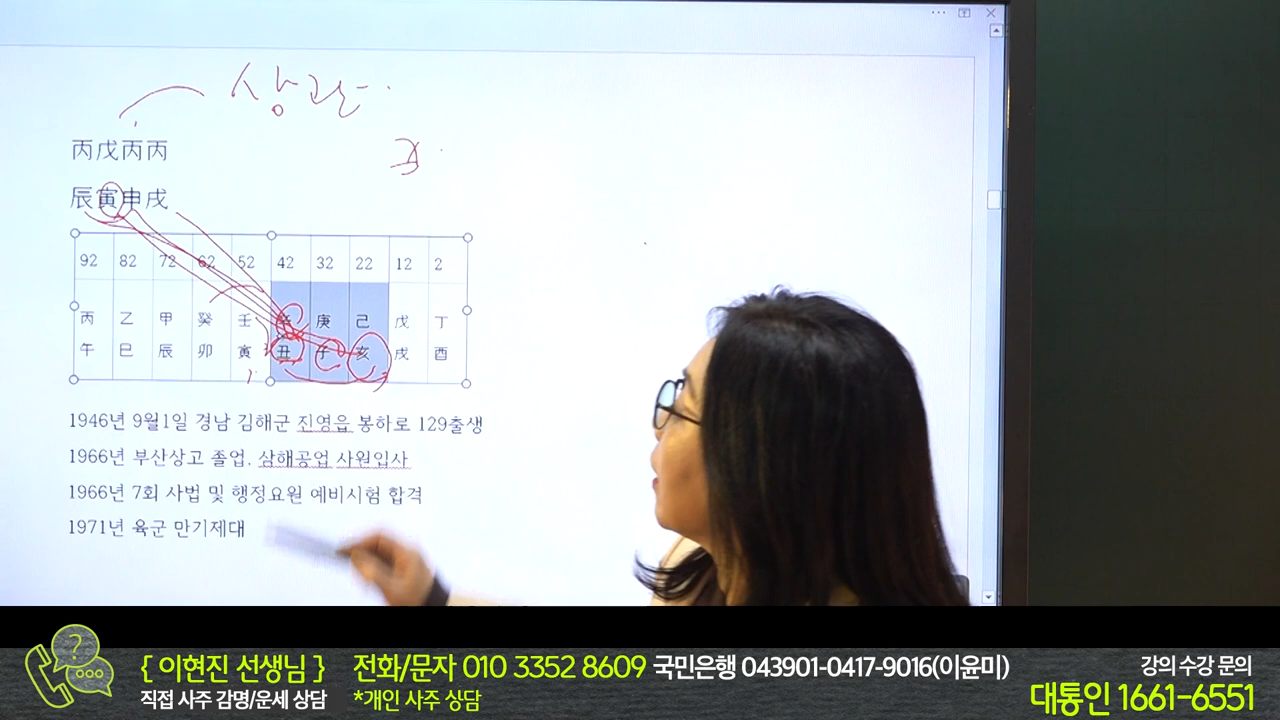 상관
丙戊丙丙
辰寅申戌
92 82 72 62 52 42 32 22 12 2
丙 乙 甲 癸 壬 辛 庚 己 戊 丁
午 巳 辰 卯 寅 丑 子 亥 戌 酉
1946년 9월1일 경남 김해군 진영읍 봉하로 129출생
1966년 부산상고 졸업. 삼해공업 사원입사
1966년 7회 사법 및 행정요원 예비시험 합격
1971년 육군 만기제대
{ 이현진 선생님 } 전화/문자 010 3352 8609 국민은행 043901-0417-9016(이윤미) 강의 수강 문의
직접 사주 감명/운세 상담 *개인 사주 상담 대통인 1661-6551